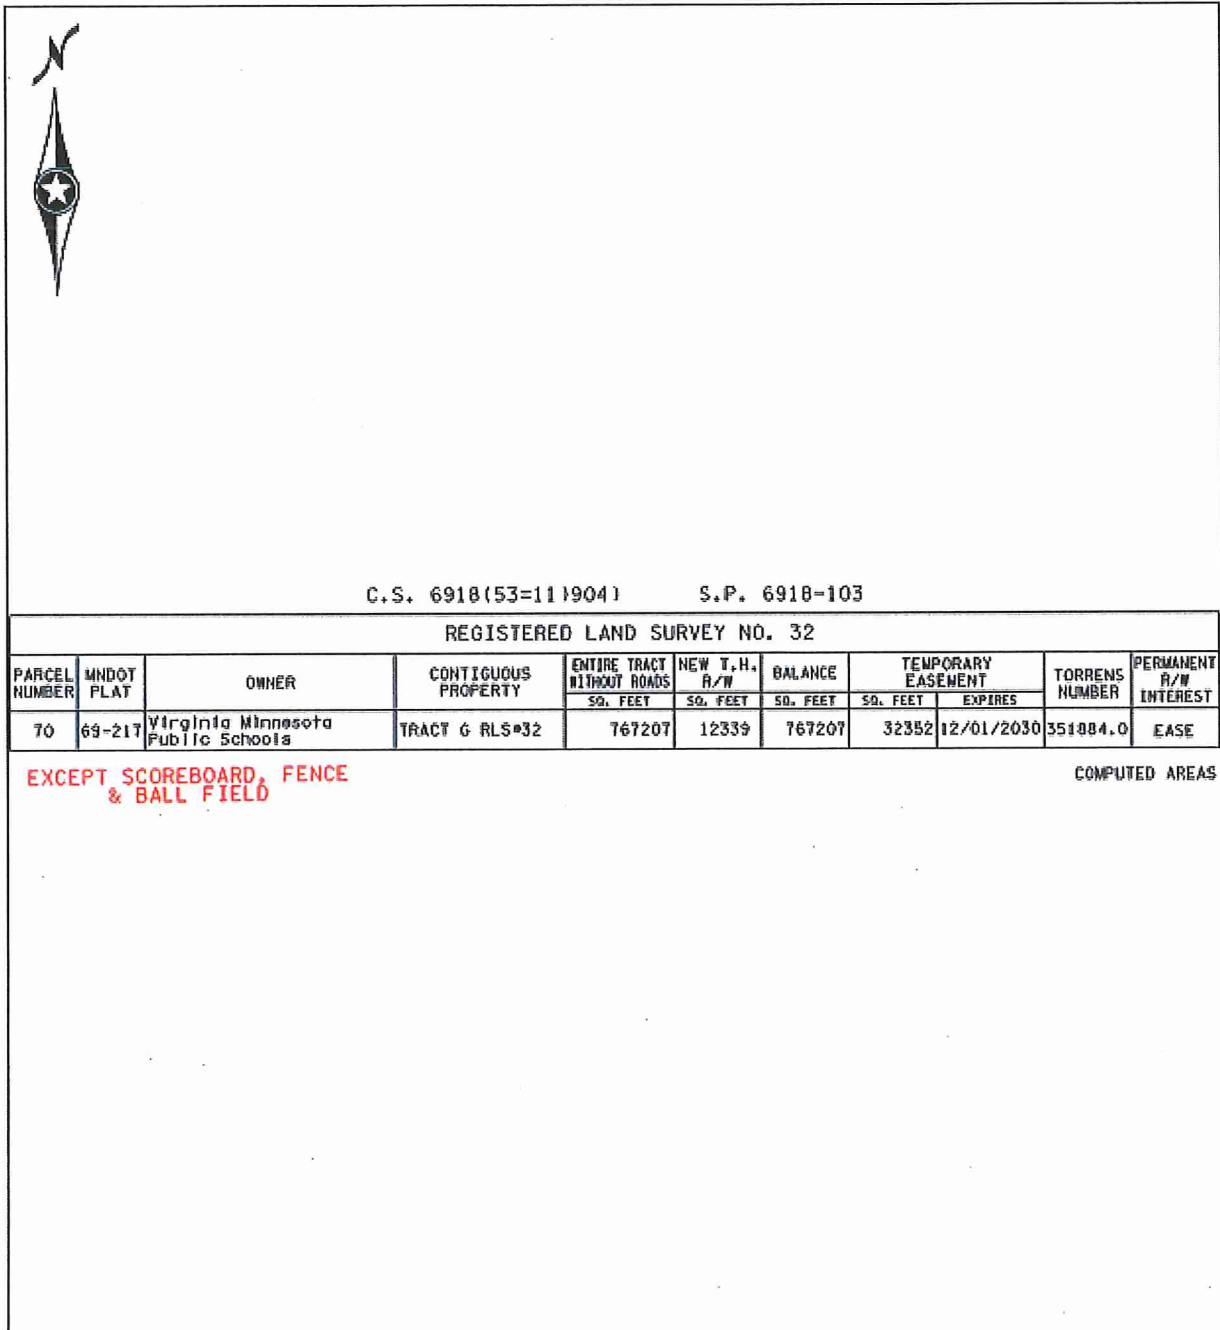 N
C.S. 6918(53=11)904) S.P. 6918-103
REGISTERED LAND SURVEY NO. 32
PARCEL NUMBER MNDOT PLAT OWNER CONTIGUOUS PROPERTY ENTIRE TRACT WITHOUT ROADS SQ. FEET NEW T.H. R/W SQ. FEET BALANCE SQ. FEET TEMPORARY EASEMENT SQ. FEET EXPIRES TORRENS NUMBER PERMANENT R/W INTEREST
70 69-217 Virginia Minnesota Public Schools TRACT G RLS#32 767207 12339 767207 32352 12/01/2030 351884.0 EASE
EXCEPT SCOREBOARD, FENCE
& BALL FIELD
COMPUTED AREAS